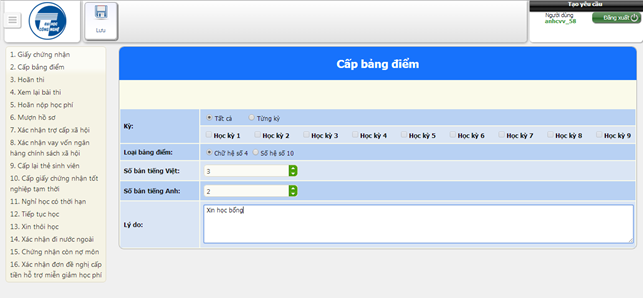 Tạo yêu cầu
Người dùng
anhcvv_58
Đăng xuất
ĐẠI HỌC
CÔNG NGHỆ
Lưu
1. Giấy chứng nhận
2. Cấp bảng điểm
3. Hoãn thi
4. Xem lại bài thi
5. Hoãn nộp học phí
6. Mượn hồ sơ
7. Xác nhận trợ cấp xã hội
8. Xác nhận vay vốn ngân
hàng chính sách xã hội
9. Cấp lại thẻ sinh viên
10. Cấp giấy chứng nhận tốt
nghiệp tạm thời
11. Nghỉ học có thời hạn
12. Tiếp tục học
13. Xin thôi học
14. Xác nhận đi nước ngoài
15. Chứng nhận còn nợ môn
16. Xác nhận đơn đề nghị cấp
tiền hỗ trợ miễn giảm học phí
Cấp bảng điểm
Kỳ:
Tất cả Từng kỳ
Học kỳ 1 Học kỳ 2 Học kỳ 3 Học kỳ 4 Học kỳ 5 Học kỳ 6 Học kỳ 7 Học kỳ 8 Học kỳ 9
Loại bảng điểm: Chữ hệ số 4 Số hệ số 10
Số bản tiếng Việt: 3
Số bản tiếng Anh: 2
Lý do: Xin học bổng